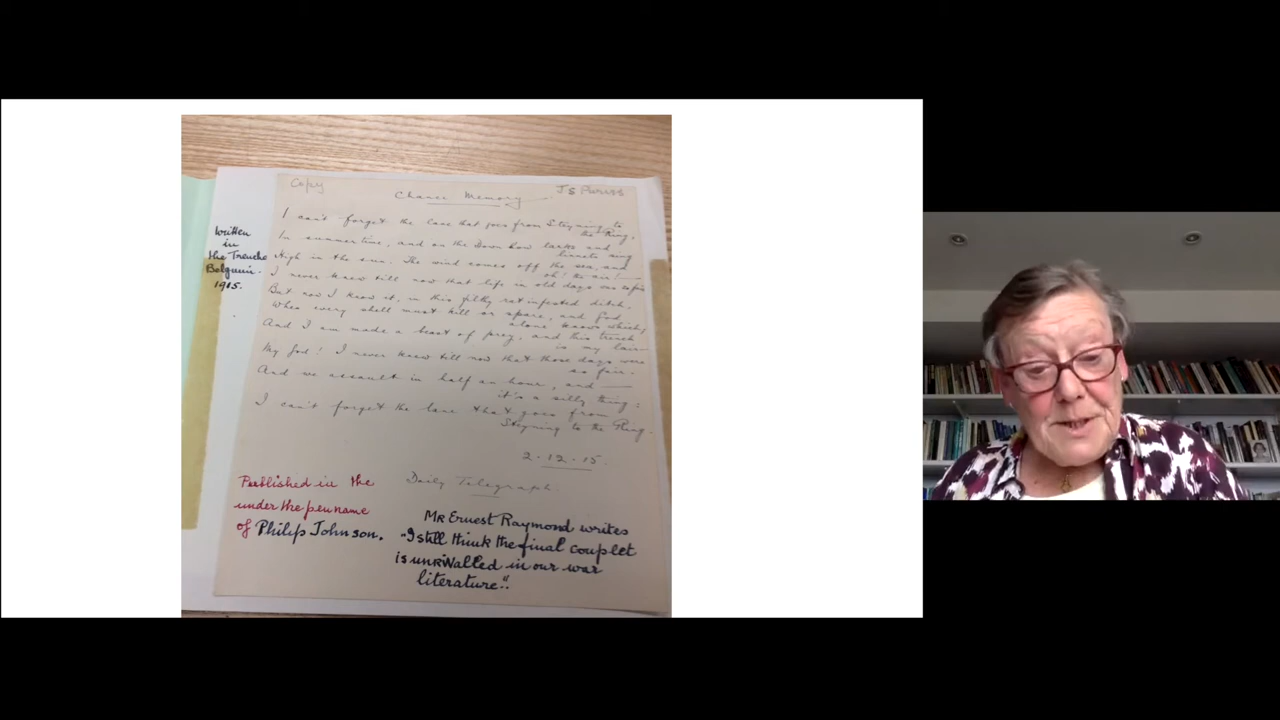 Copy
Chance Memory
J S Purvis
Written
in
the Trenches
Belgium.
1915.
I can't forget the lane that goes from Steyning to
the Ring,
In summer time, and on the Down how larks and
linnets sing
High in the sun. The wind comes off the sea, and
oh! the air!
I never knew till now that life in old days was so fair
But now I know it, in this filthy rat infested ditch,
When every shell must kill or spare, and God
alone knows which,
And I am made a beast of prey, and this trench
is my lair
My God! I never knew till now that those days were
so fair.
And we assault in half an hour, and
it's a silly thing:
I can't forget the lane that goes from
Steyning to the Ring.
2.12.15.
Published in the
Daily Telegraph
under the pen name
of Philip Johnson.
Mr Ernest Raymond writes
"I still think the final couplet
is unrivalled in our war
literature".